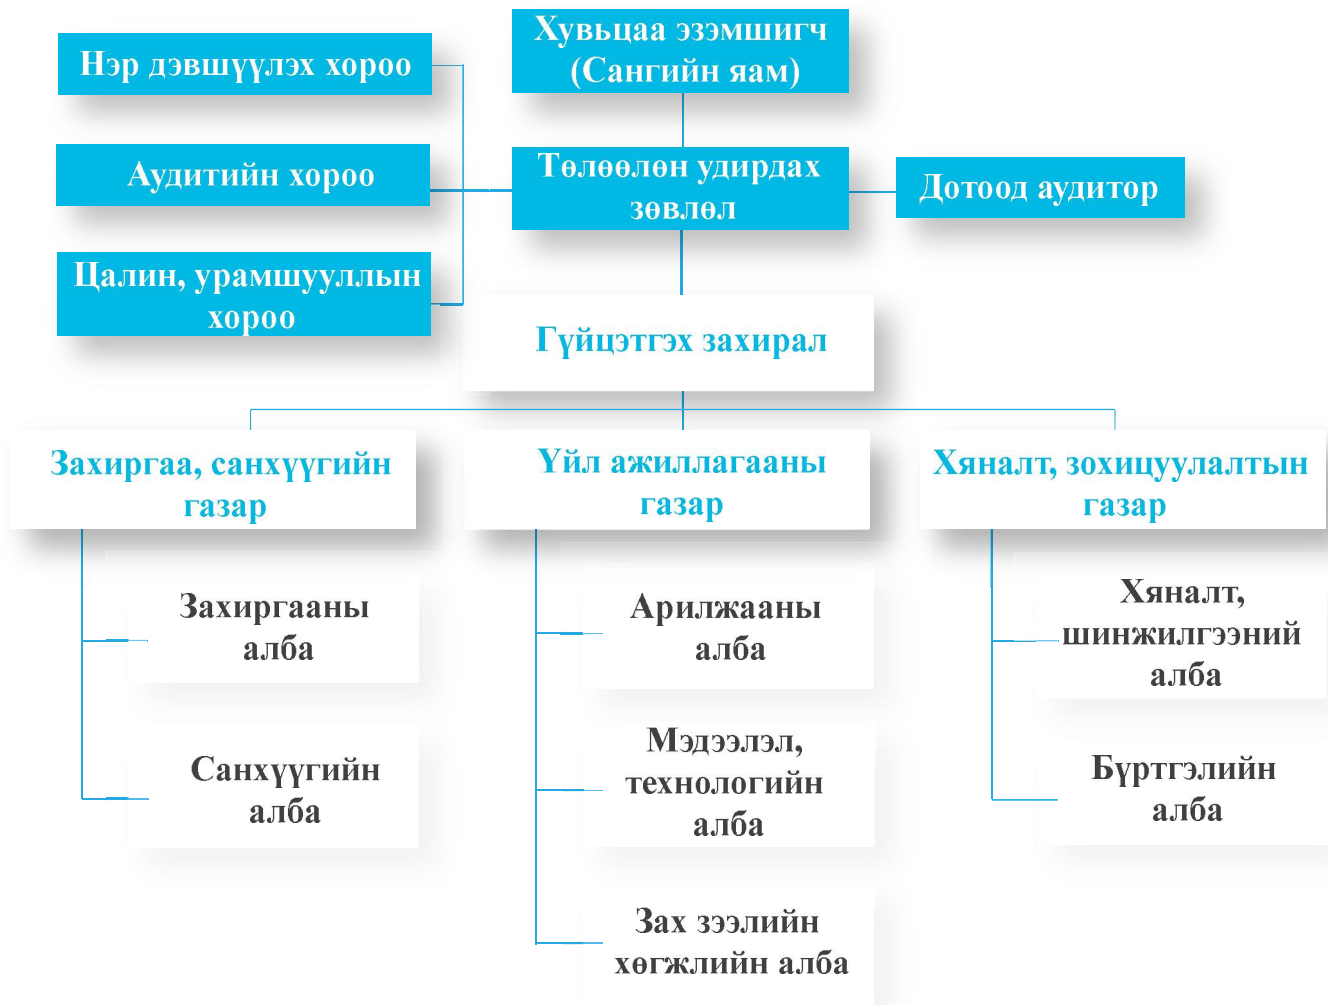 Хувьцаа эзэмшигч
(Сангийн яам)
Нэр дэвшүүлэх хороо
Аудитийн хороо
Төлөөлөн удирдах
зөвлөл
Дотоод аудитор
Цалин, урамшууллын
хороо
Гүйцэтгэх захирал
Захиргаа, санхүүгийн
газар
Үйл ажиллагааны
газар
Хяналт, зохицуулалтын
газар
Захиргааны
алба
Санхүүгийн
алба
Арилжааны
алба
Мэдээлэл,
технологийн
алба
Зах зээлийн
хөгжлийн алба
Хяналт,
шинжилгээний
алба
Бүртгэлийн
алба